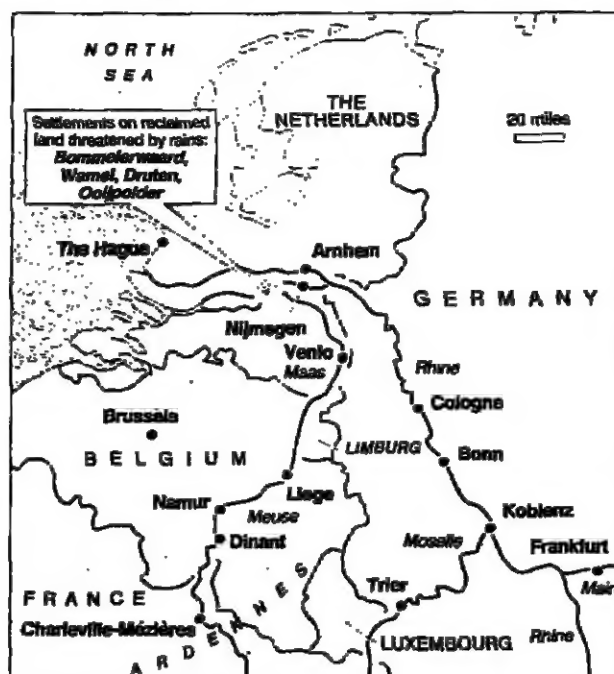 NORTH
SEA
THE
NETHERLANDS
20 miles
Settlements on reclaimed
land threatened by rains:
Bommelerwaard,
Wamel, Druten,
Ooijpolder
The Hague
Arnhem
GERMANY
Nijmegen
Venlo
Maas
Rhine
Cologne
Brussels
LIMBURG
BELGIUM
Bonn
Liege
Namur
Meuse
Koblenz
Dinant
Moselle
Frankfurt
Main
Trier
FRANCE
Charleville-Mézières
ARDENNES
LUXEMBOURG
Rhine